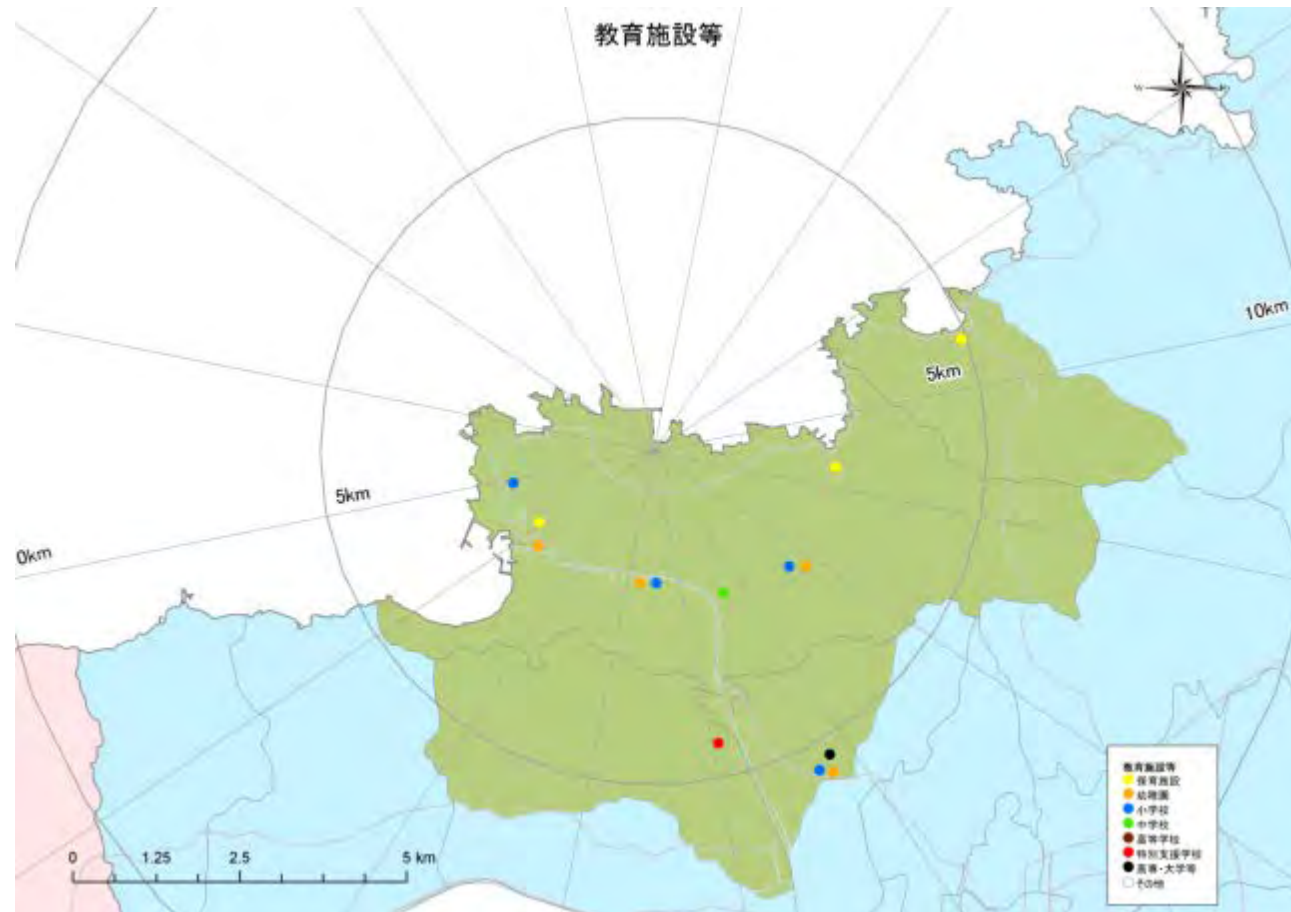 教育施設等
N
W
10km
5km
5km
0km
教育施設等
保育施設
幼稚園
小学校
中学校
高等学校
特別支援学校
高専・大学等
その他
0 1.25 2.5 5 km